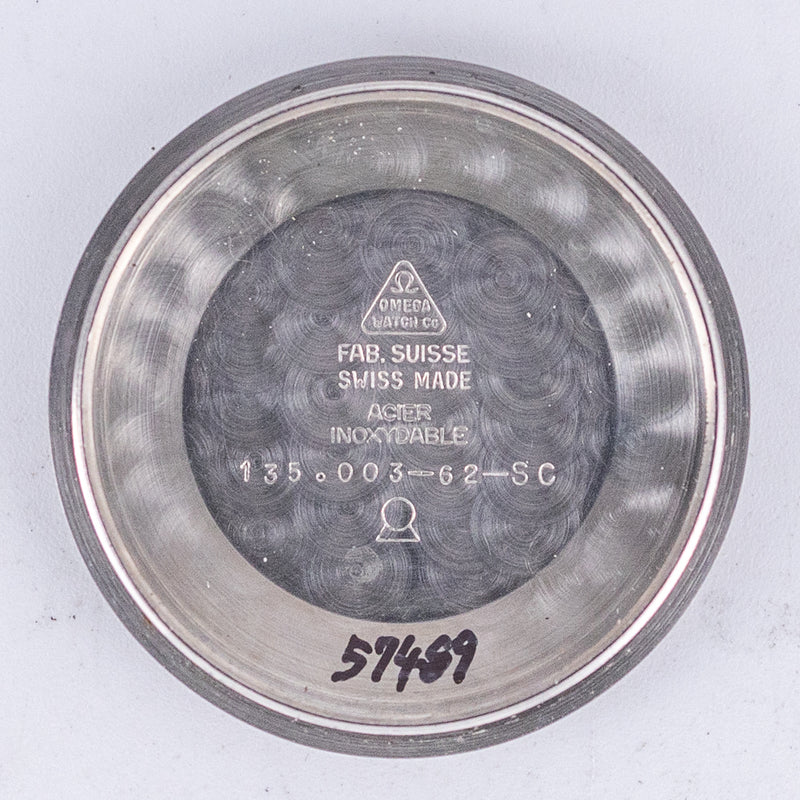 Ω
OMEGA
WATCH Co
FAB. SUISSE
SWISS MADE
ACIER
INOXYDABLE
135.003-62-SC
57489